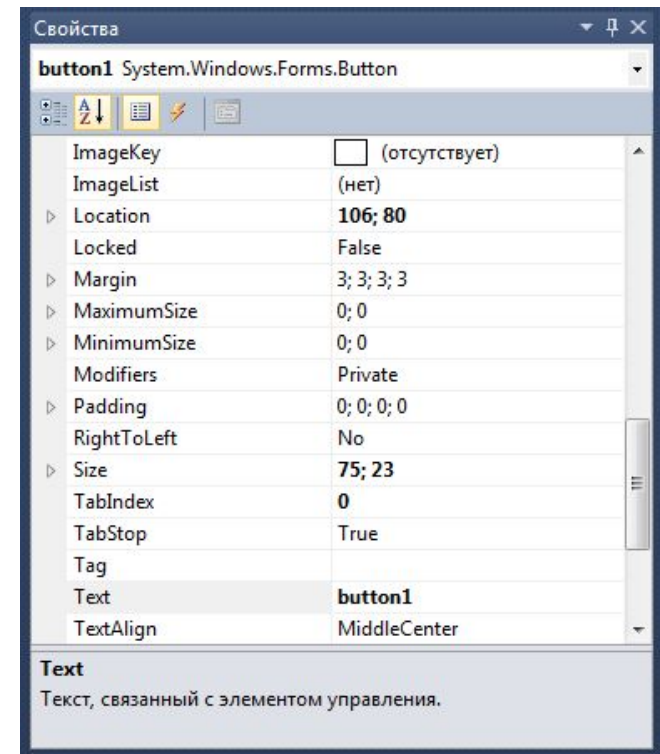 Свойства
button1 System.Windows.Forms.Button
ImageKey (отсутствует)
ImageList (нет)
Location 106; 80
Locked False
Margin 3; 3; 3; 3
MaximumSize 0; 0
MinimumSize 0; 0
Modifiers Private
Padding 0; 0; 0; 0
RightToLeft No
Size 75; 23
TabIndex 0
TabStop True
Tag
Text button1
TextAlign MiddleCenter
Text
Текст, связанный с элементом управления.